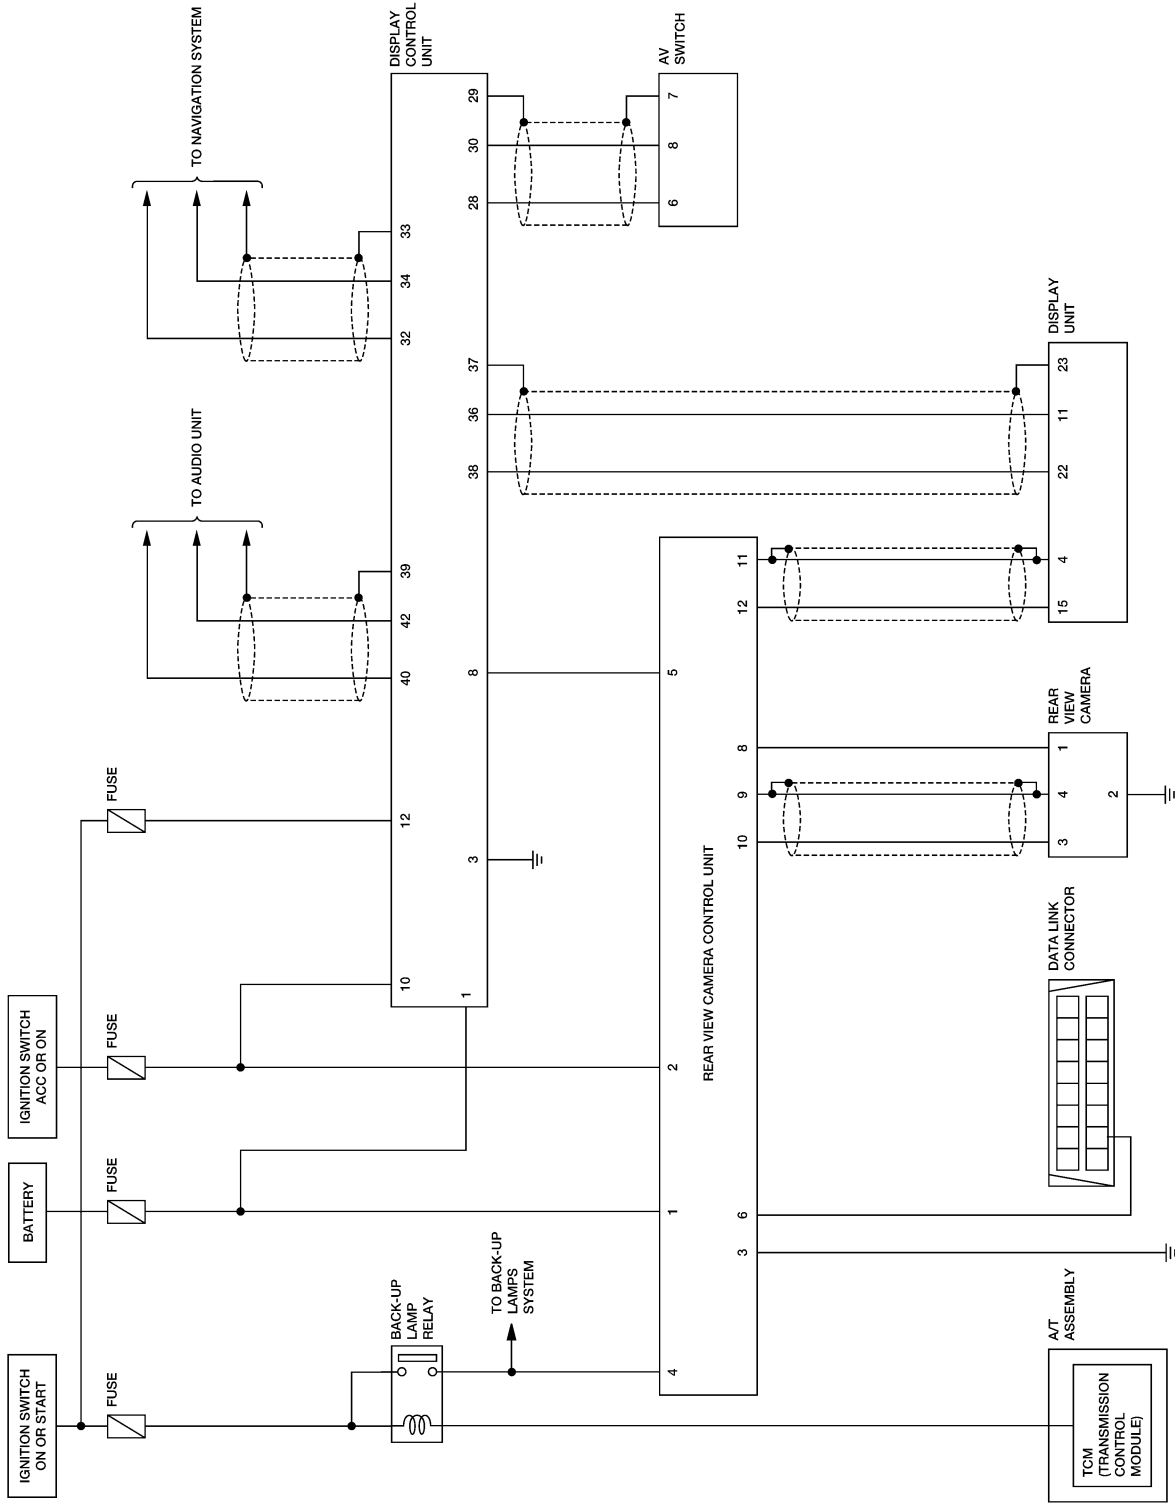 IGNITION SWITCH
ON OR START
BATTERY
IGNITION SWITCH
ACC OR ON
FUSE
FUSE
FUSE
FUSE
TO AUDIO UNIT
TO NAVIGATION SYSTEM
BACK-UP
LAMP
RELAY
TO BACK-UP
LAMPS
SYSTEM
DISPLAY
CONTROL
UNIT
10
12
40
42
39
32
34
33
1
3
8
38
36
37
28
30
29
AV
SWITCH
6
8
7
REAR VIEW CAMERA CONTROL UNIT
4
1
2
5
3
6
10
9
8
12
11
A/T
ASSEMBLY
TCM
(TRANSMISSION
CONTROL
MODULE)
DATA LINK
CONNECTOR
REAR
VIEW
CAMERA
3
4
1
2
DISPLAY
UNIT
15
4
22
11
23